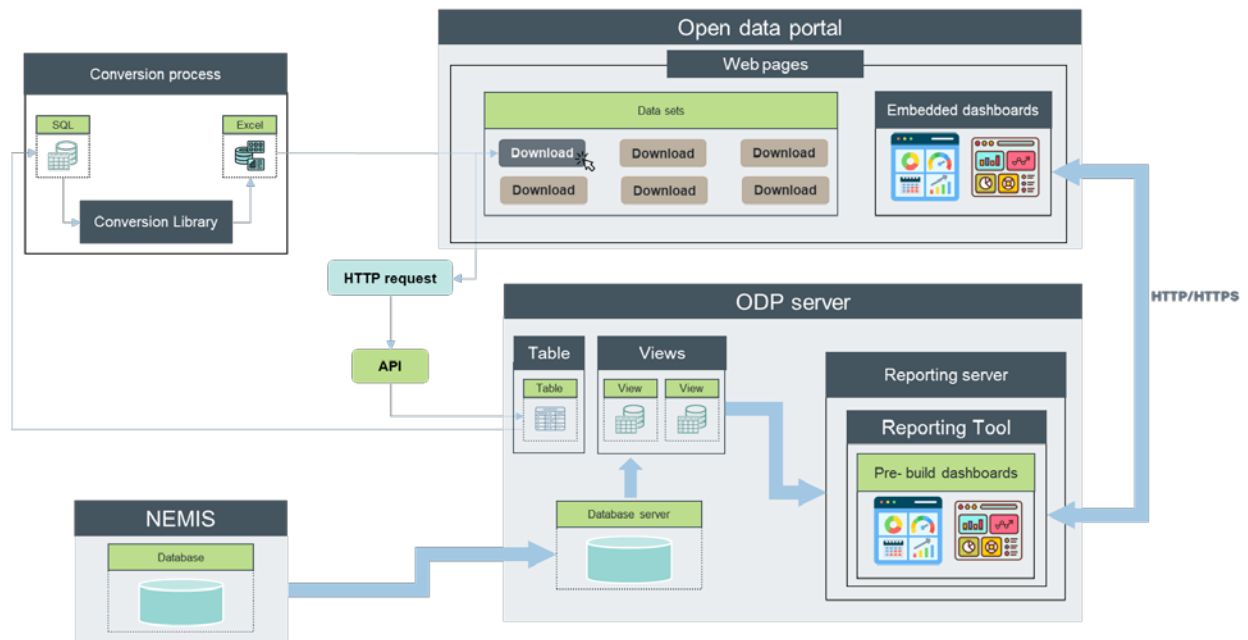 Open data portal
Web pages
Conversion process
Data sets
Embedded dashboards
SQL
Excel
Download
Download
Download
Download
Download
Download
Conversion Library
HTTP request
HTTP/HTTPS
ODP server
API
Table
Views
Reporting server
Table
View
View
Reporting Tool
Pre- build dashboards
NEMIS
Database server
Database